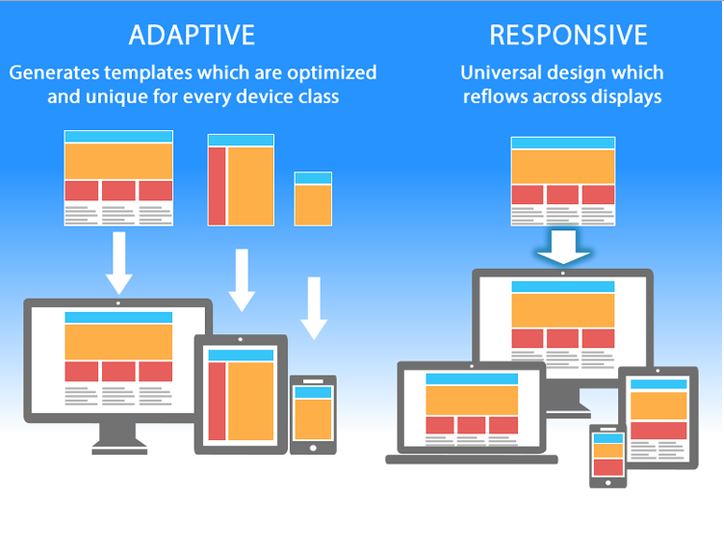 ADAPTIVE
Generates templates which are optimized
and unique for every device class
RESPONSIVE
Universal design which
reflows across displays